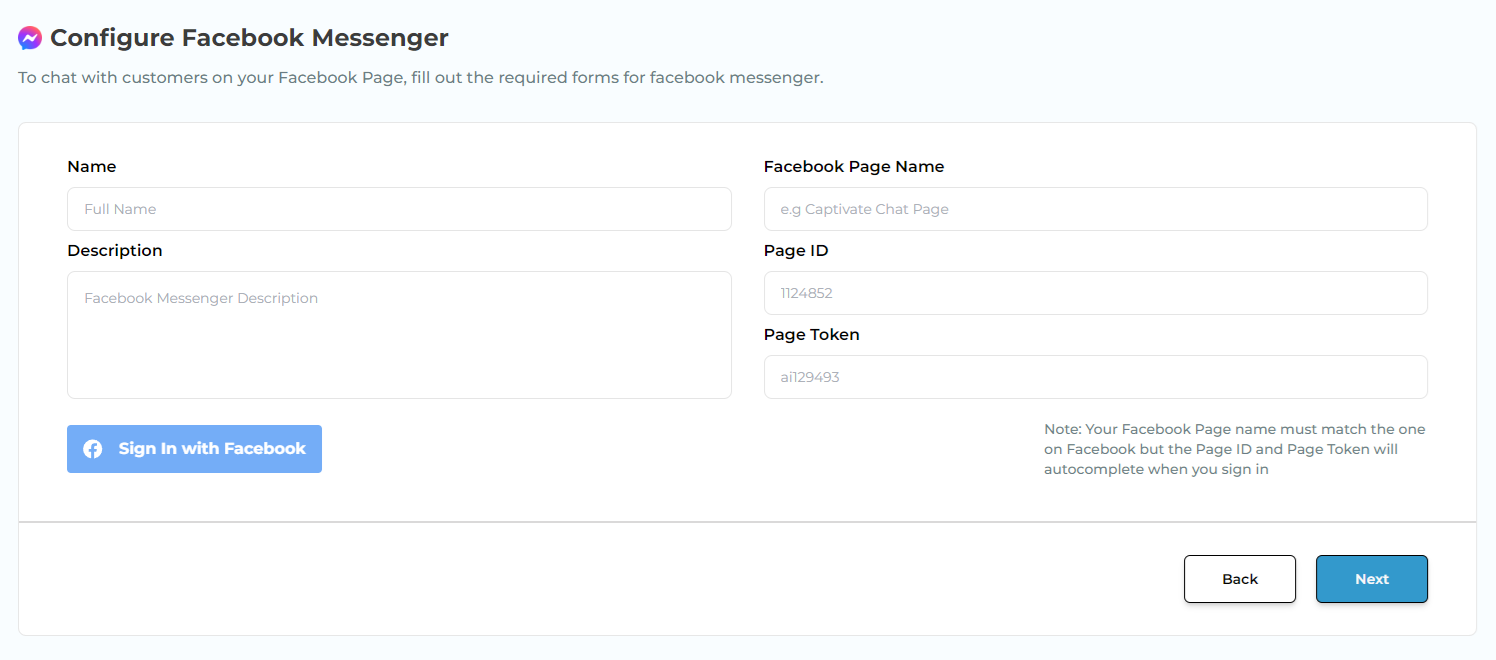 Configure Facebook Messenger
To chat with customers on your Facebook Page, fill out the required forms for facebook messenger.
Name
Full Name
Description
Facebook Messenger Description
Sign In with Facebook
Facebook Page Name
e.g Captivate Chat Page
Page ID
1124852
Page Token
ai129493
Note: Your Facebook Page name must match the one
on Facebook but the Page ID and Page Token will
autocomplete when you sign in
Back
Next